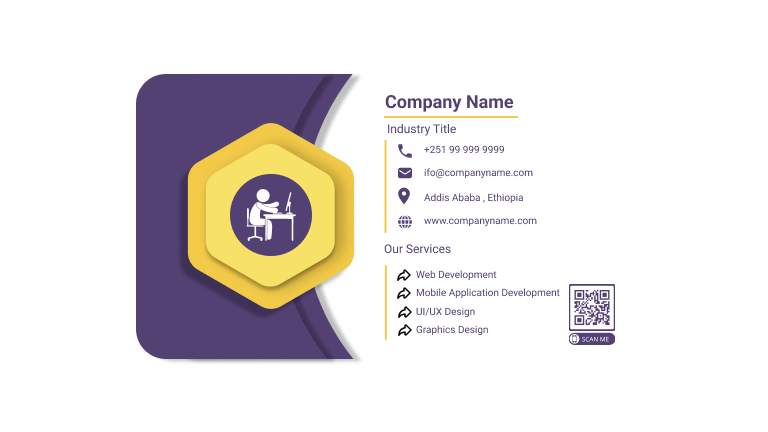 Company Name
Industry Title
+251 99 999 9999
ifo@companyname.com
Addis Ababa , Ethiopia
www.companyname.com
Our Services
Web Development
Mobile Application Development
UI/UX Design
Graphics Design
SCAN ME